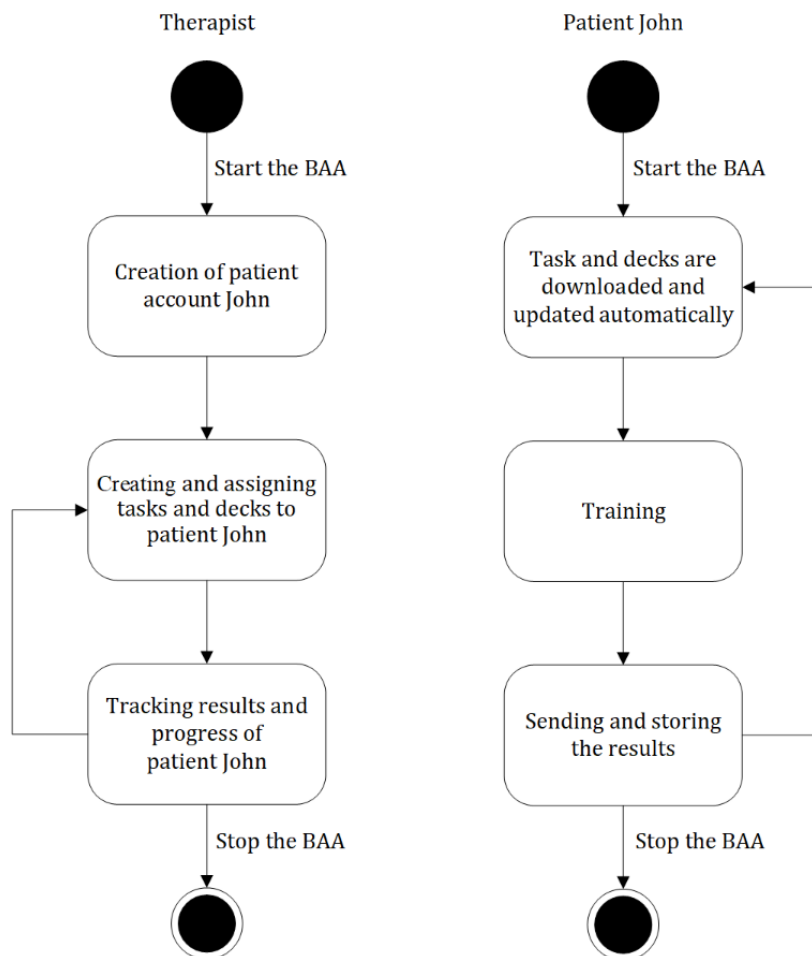 Therapist
Start the BAA
Creation of patient
account John
Creating and assigning
tasks and decks to
patient John
Tracking results and
progress of
patient John
Stop the BAA
Patient John
Start the BAA
Task and decks are
downloaded and
updated automatically
Training
Sending and storing
the results
Stop the BAA